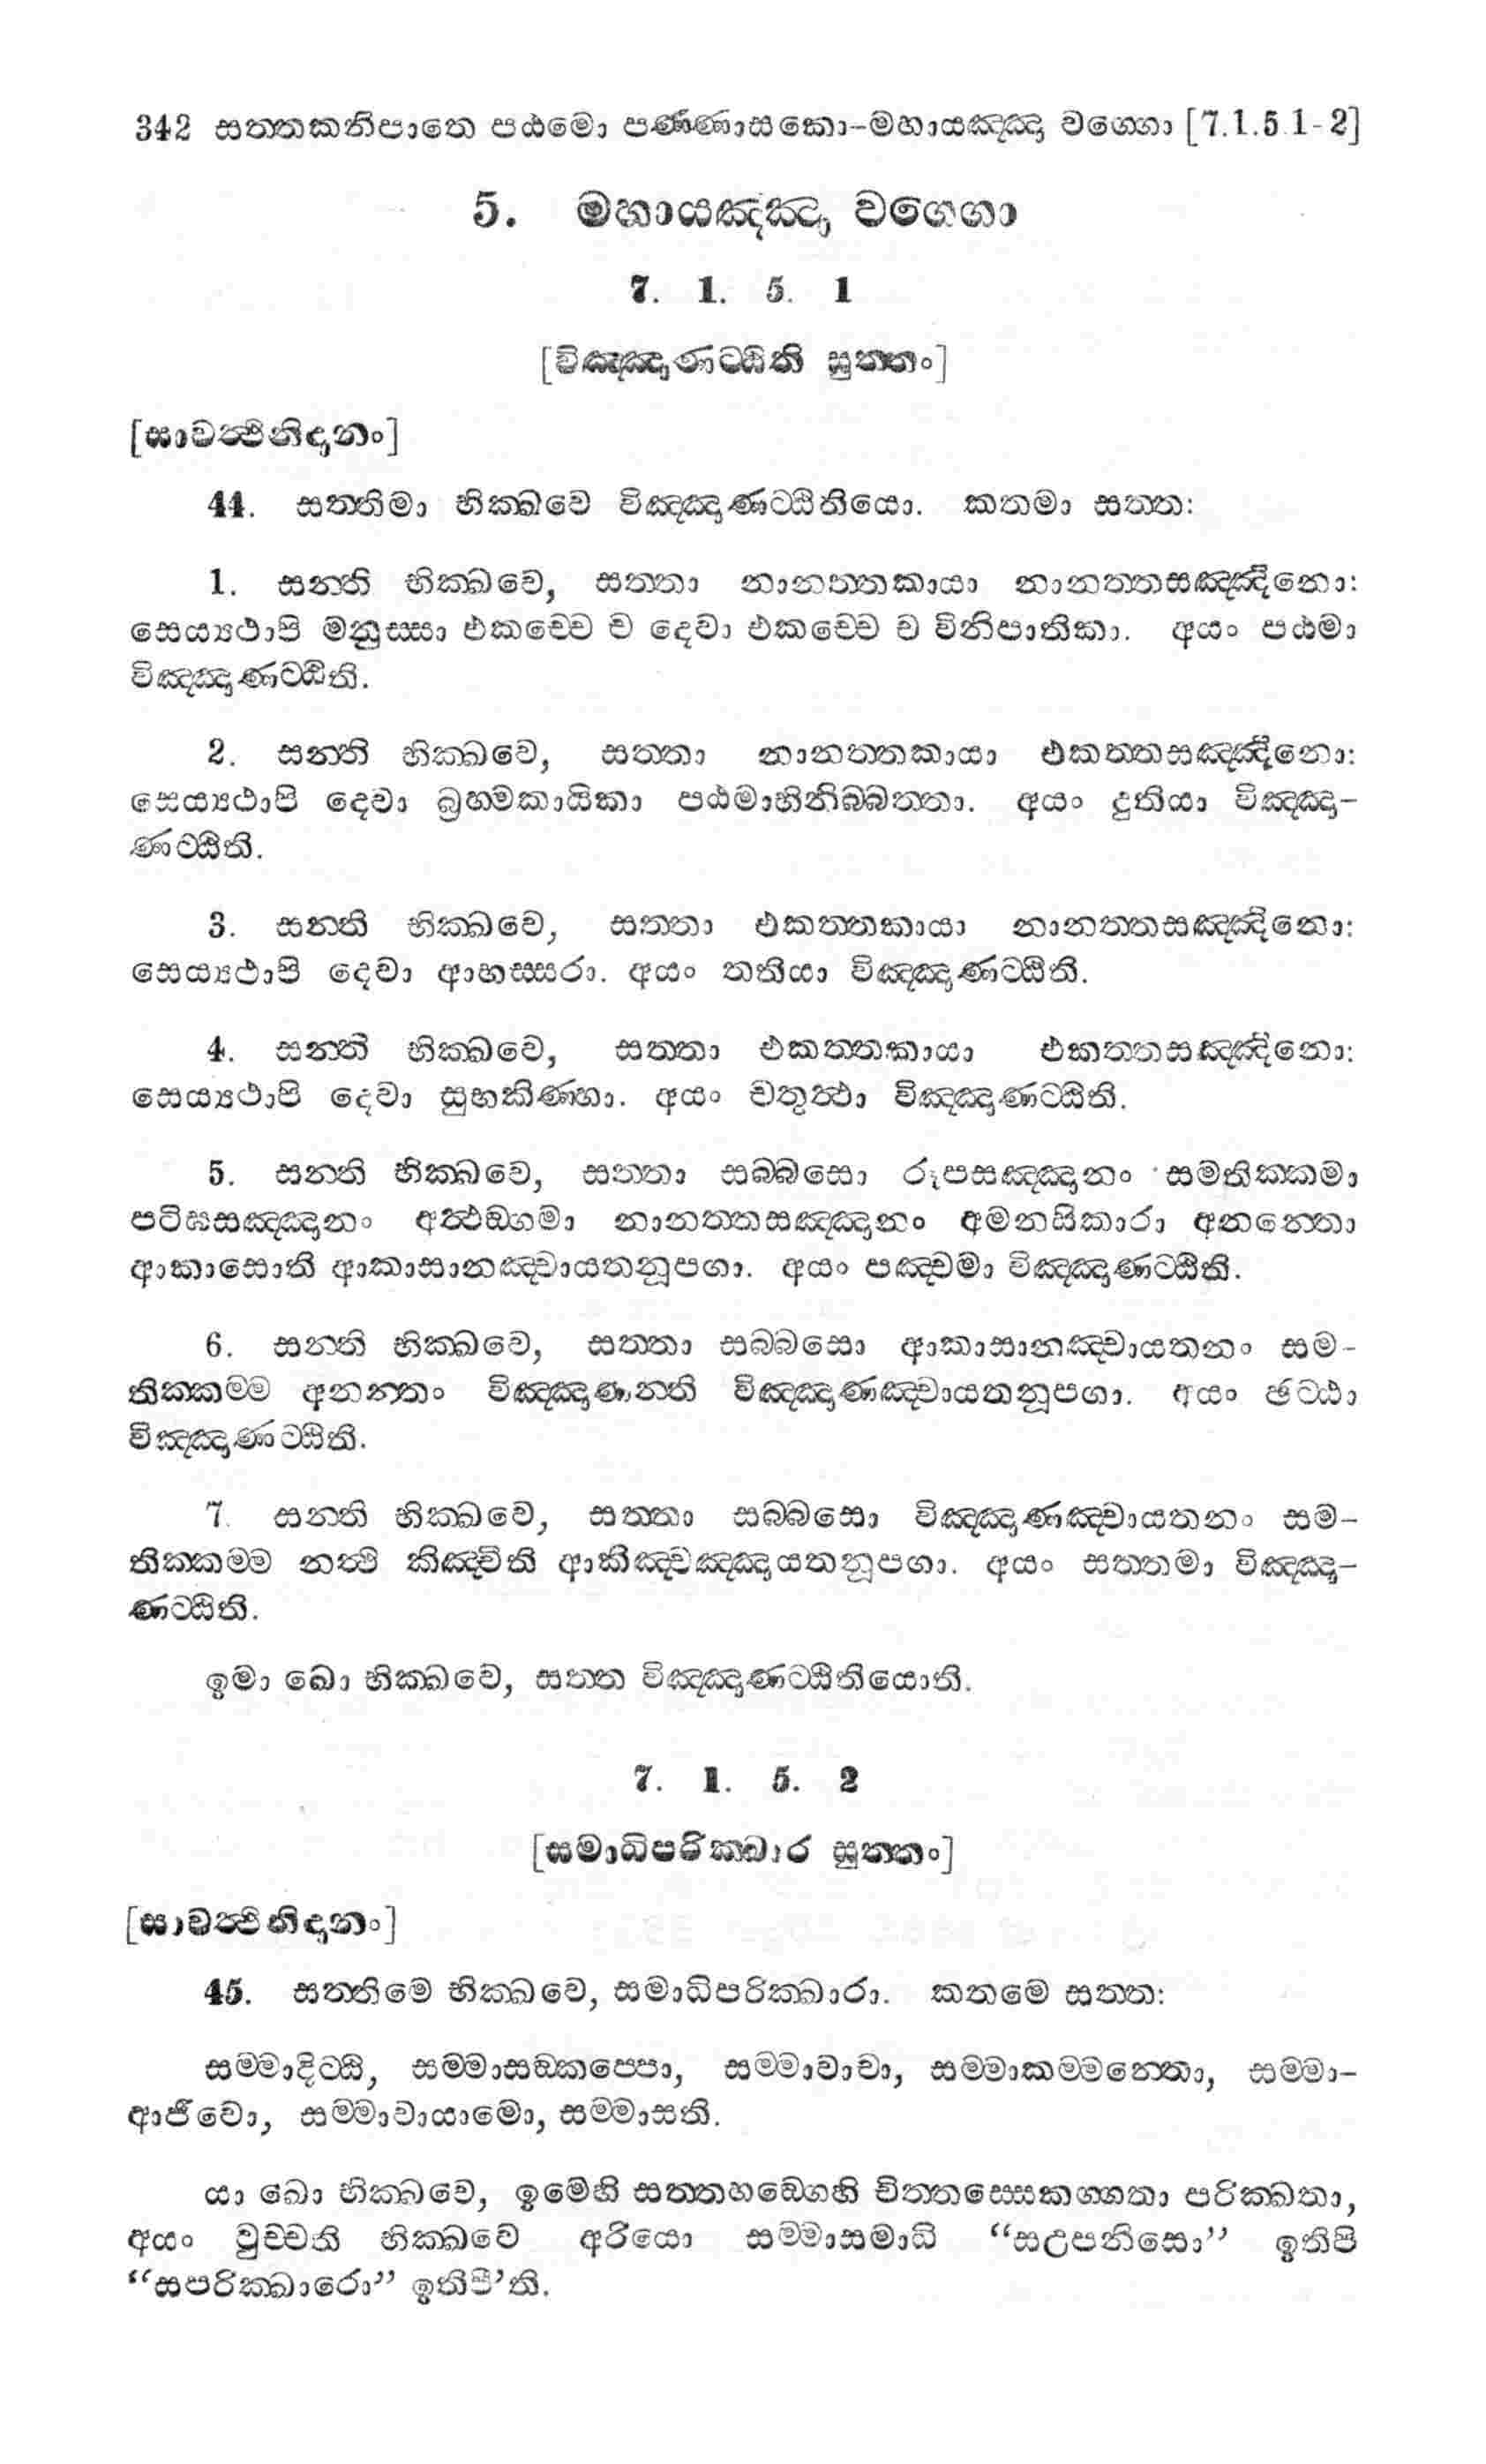 342 සත්තකනිපාතෙ පඨමො පණ්ණාසකො-මහායඤ්ඤ වග්ගො [7.1.5 1-2]
5. මහායඤ්ඤ වග්ගො
7. 1. 5. 1
[විඤ්ඤාණට්ඨිති සුත්තං]
[සාවත්ථිනිදානං]
44. සත්තිමා භික්ඛවෙ විඤ්ඤාණට්ඨිතියො. කතමා සත්ත:
1. සන්ති භික්ඛවෙ, සත්තා නානත්තකායා නානත්තසඤ්ඤිනො:
සෙය්‍යථාපි මනුස්සා එකච්චෙ ච දෙවා එකච්චෙ ච විනිපාතිකා. අයං පඨමා
විඤ්ඤාණට්ඨිති.
2. සන්ති භික්ඛවෙ, සත්තා නානත්තකායා එකත්තසඤ්ඤිනො:
සෙය්‍යථාපි දෙවා බ්‍රහ්මකායිකා පඨමාභිනිබ්බත්තා. අයං දුතියා විඤ්ඤා-
ණට්ඨිති.
3. සන්ති භික්ඛවෙ, සත්තා එකත්තකායා නානත්තසඤ්ඤිනො:
සෙය්‍යථාපි දෙවා ආභස්සරා. අයං තතියා විඤ්ඤාණට්ඨිති.
4. සන්ති භික්ඛවෙ, සත්තා එකත්තකායා එකත්තසඤ්ඤිනො:
සෙය්‍යථාපි දෙවා සුභකිණ්හා. අයං චතුත්ථා විඤ්ඤාණට්ඨිති.
5. සන්ති භික්ඛවෙ, සත්තා සබ්බසො රූපසඤ්ඤානං සමතික්කමා
පටිඝසඤ්ඤානං අත්ථඞ්ගමා නානත්තසඤ්ඤානං අමනසිකාරා අනන්තො
ආකාසොති ආකාසානඤ්චායතනූපගා. අයං පඤ්චමා විඤ්ඤාණට්ඨිති.
6. සන්ති භික්ඛවෙ, සත්තා සබ්බසො ආකාසානඤ්චායතනං සම-
තික්කම්ම අනන්තං විඤ්ඤාණන්ති විඤ්ඤාණඤ්චායතනූපගා. අයං ඡට්ඨා
විඤ්ඤාණට්ඨිති.
7. සන්ති භික්ඛවෙ, සත්තා සබ්බසො විඤ්ඤාණඤ්චායතනං සම-
තික්කම්ම නත්ථි කිඤ්චිති ආකිඤ්චඤ්ඤායතනූපගා. අයං සත්තමා විඤ්ඤා-
ණට්ඨිති.
ඉමා ඛො භික්ඛවෙ, සත්ත විඤ්ඤාණට්ඨිතියොති.
7. 1. 5. 2
[සමාධිපරික්ඛාර සුත්තං]
[සාවත්ථිනිදානං]
45. සත්තිමෙ භික්ඛවෙ, සමාධිපරික්ඛාරා. කතමෙ සත්ත:
සම්මාදිට්ඨි, සම්මාසඞ්කප්පො, සම්මාවාචා, සම්මාකම්මන්තො, සම්මා-
ආජීවො, සම්මාවායාමො, සම්මාසති.
යා ඛො භික්ඛවෙ, ඉමෙහි සත්තහඞ්ගෙහි චිත්තස්සෙකග්ගතා පරික්ඛතා,
අයං වුච්චති භික්ඛවෙ අරියො සම්මාසමාධි “සඋපනිසො” ඉතිපි
“සපරික්ඛාරො” ඉතිපී’ති.